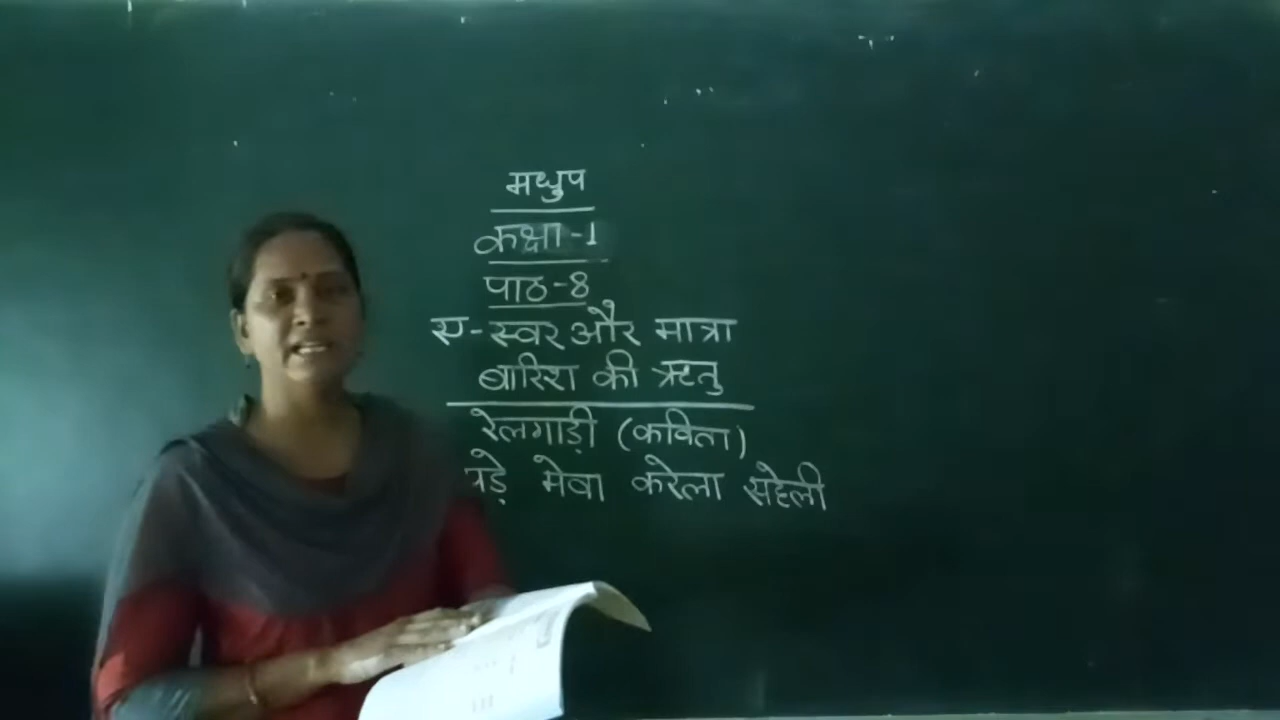 मधुप
कक्षा-1
पाठ-8
ए-स्वर और मात्रा
बारिश की ऋतु
रेलगाड़ी (कविता)
मेवा करेला सहेली